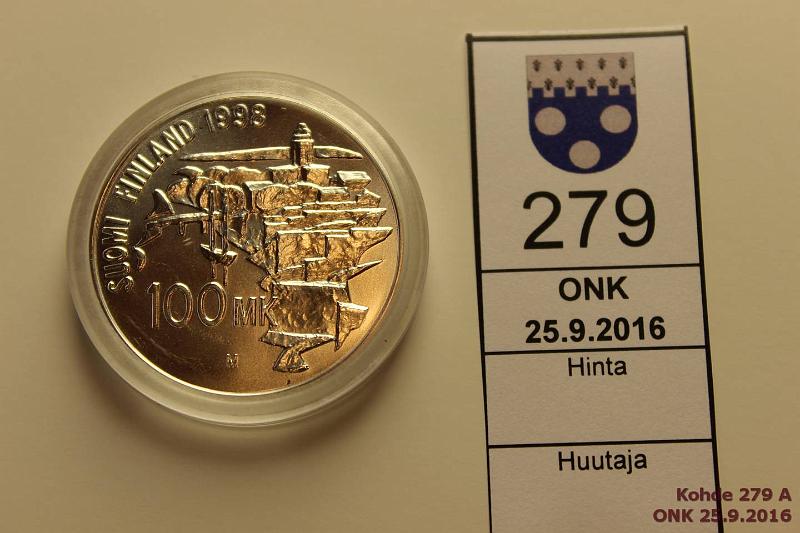 SUOMI FINLAND 1998
100 MK
M
279
ONK
25.9.2016
Hinta
Huutaja
Kohde 279 A
ONK 25.9.2016